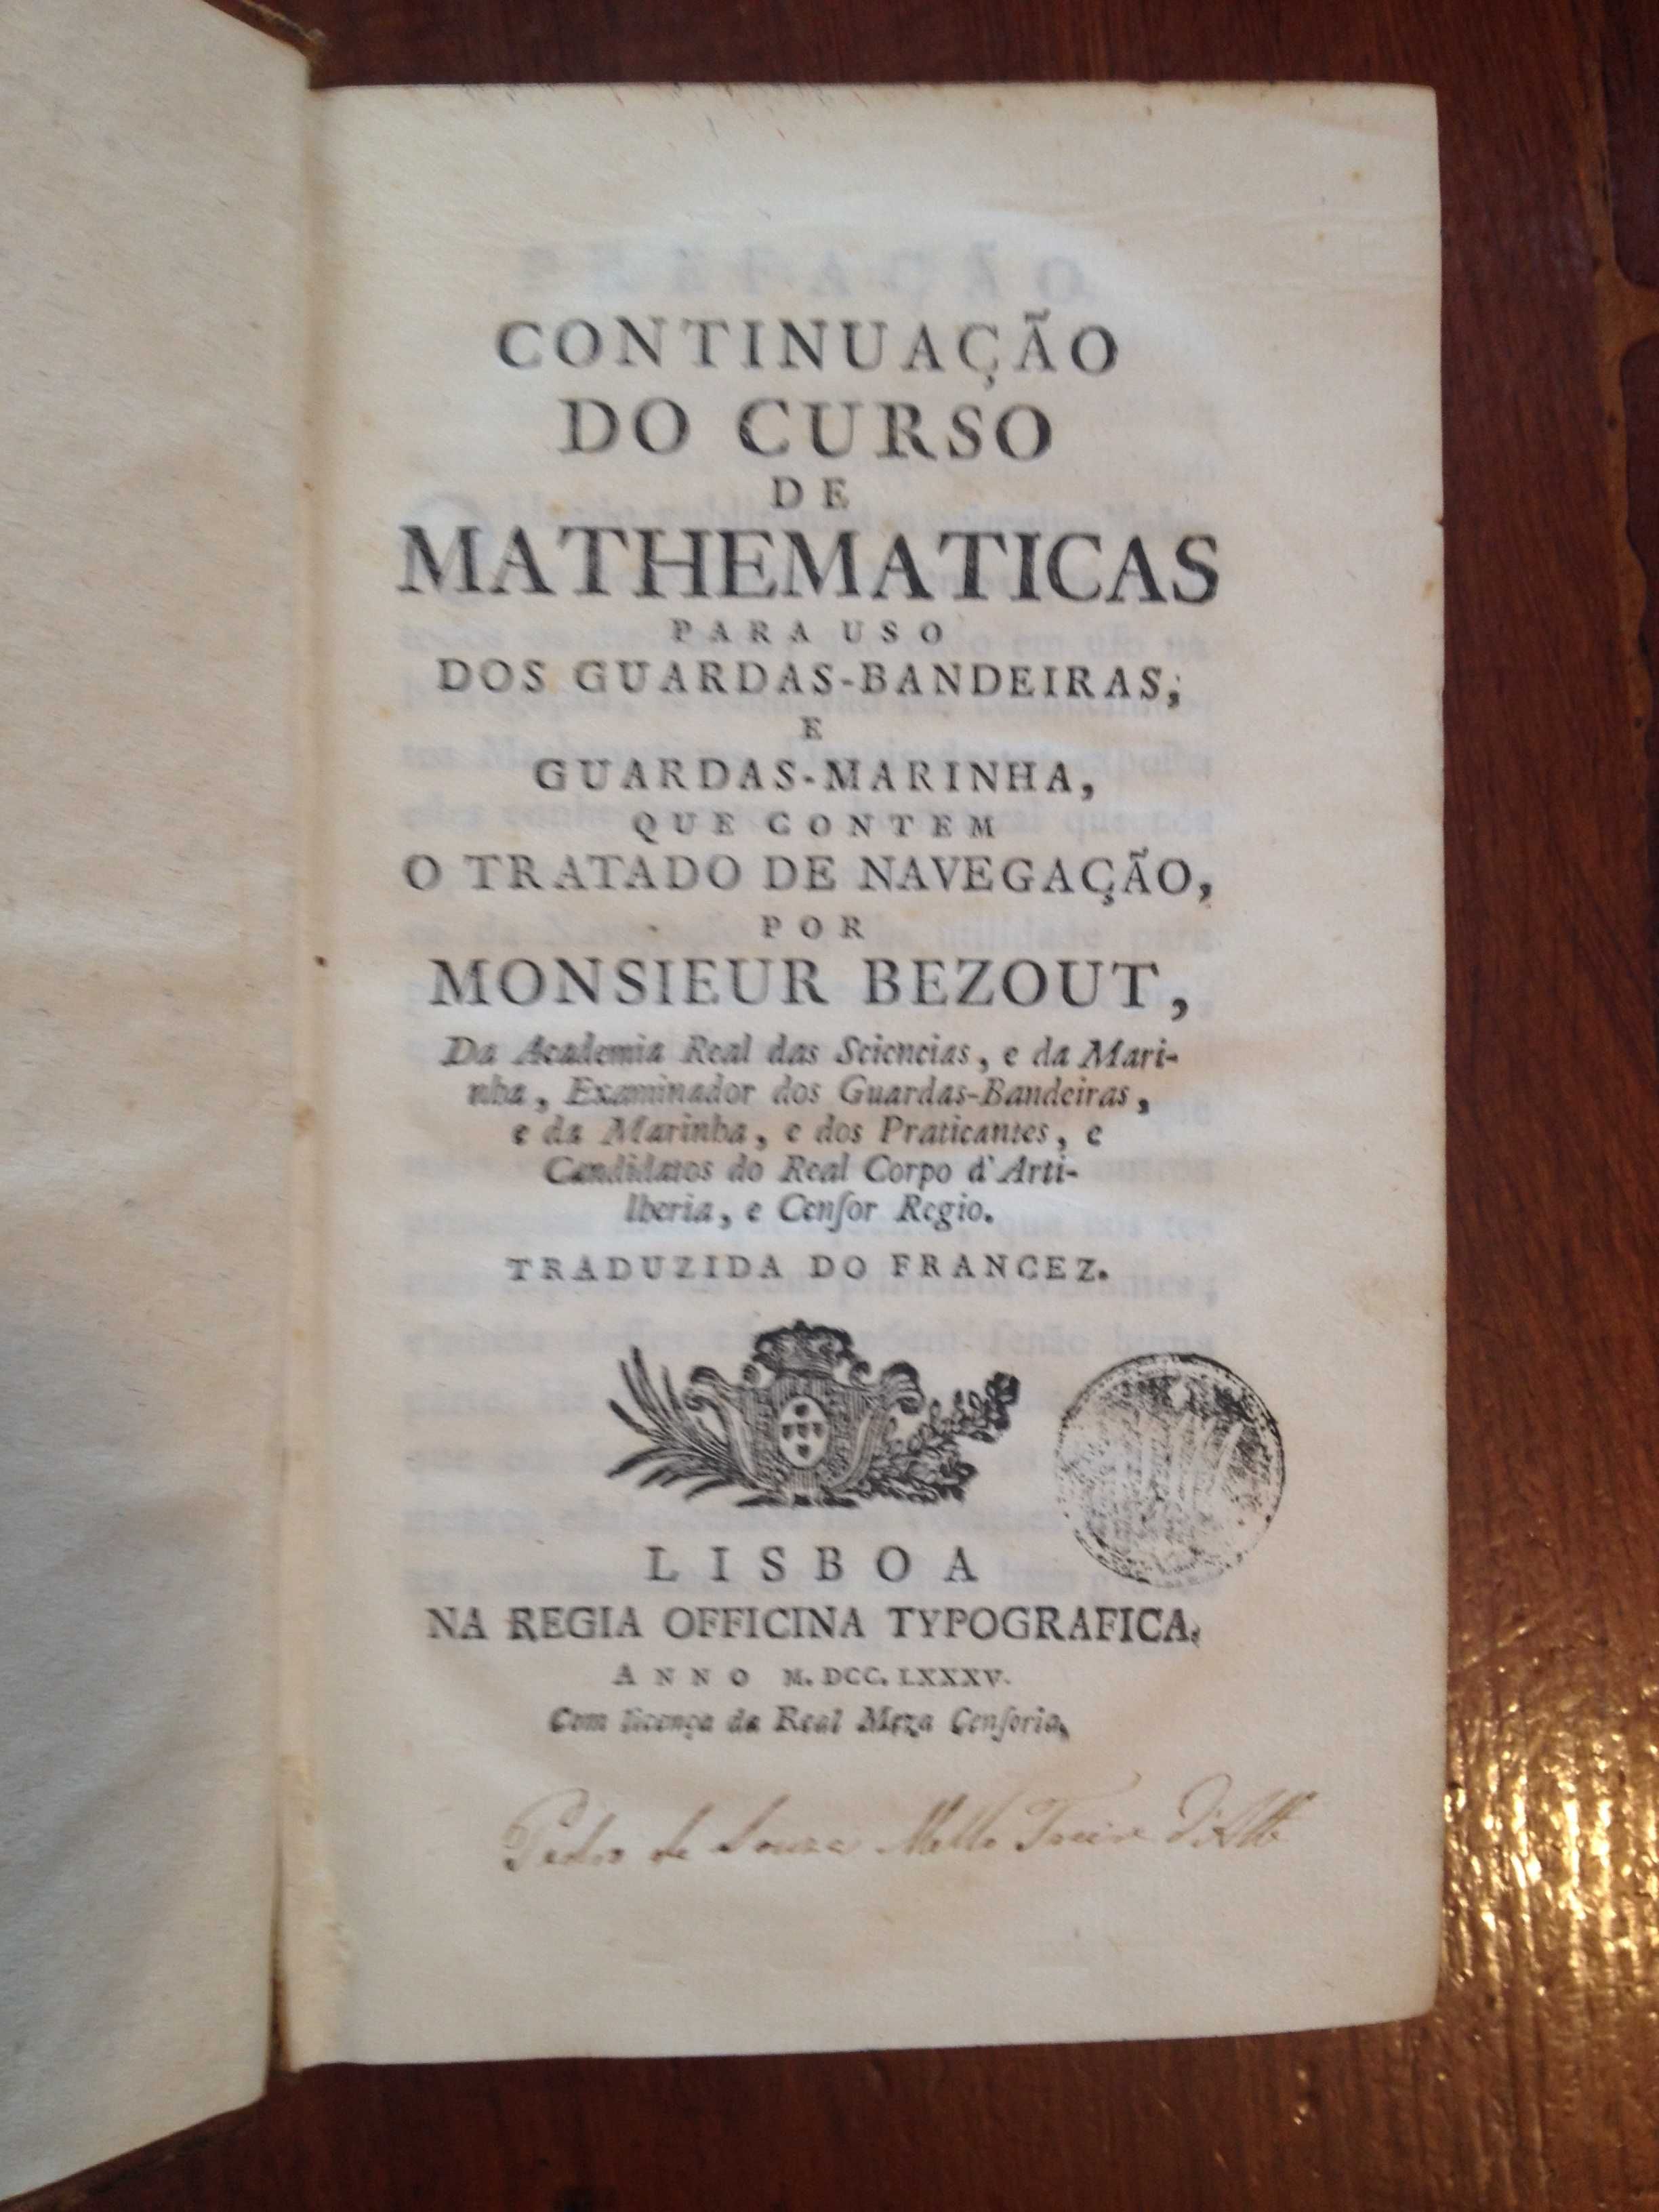 CONTINUAÇÃO
DO CURSO
DE
MATHEMATICAS
PARA USO
DOS GUARDAS-BANDEIRAS,
E
GUARDAS-MARINHA,
QUE CONTEM
O TRATADO DE NAVEGAÇÃO,
POR
MONSIEUR BEZOUT,
Da Academia Real das Sciencias, e da Mari-
nha, Examinador dos Guardas-Bandeiras,
e da Marinha, e dos Praticantes, e
Candidatos do Real Corpo d'Arti-
lheria, e Cenſor Regio.
TRADUZIDA DO FRANCEZ.
LISBOA
NA REGIA OFFICINA TYPOGRAFICA.
ANNO M. DCC. LXXXV.
Com licença da Real Meza Cenſoria.
Pedro de Souza Mello